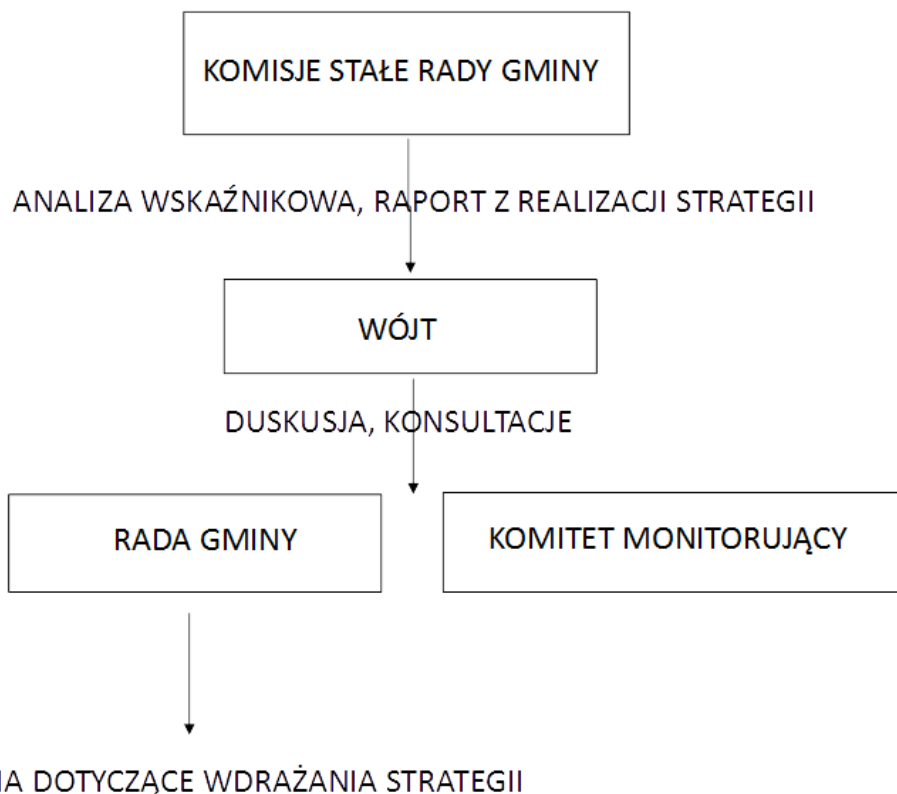 KOMISJE STAŁE RADY GMINY
ANALIZA WSKAŹNIKOWA, RAPORT Z REALIZACJI STRATEGII
WÓJT
DUSKUSJA, KONSULTACJE
RADA GMINY
KOMITET MONITORUJĄCY
DOTYCZĄCE WDRAŻANIA STRATEGII